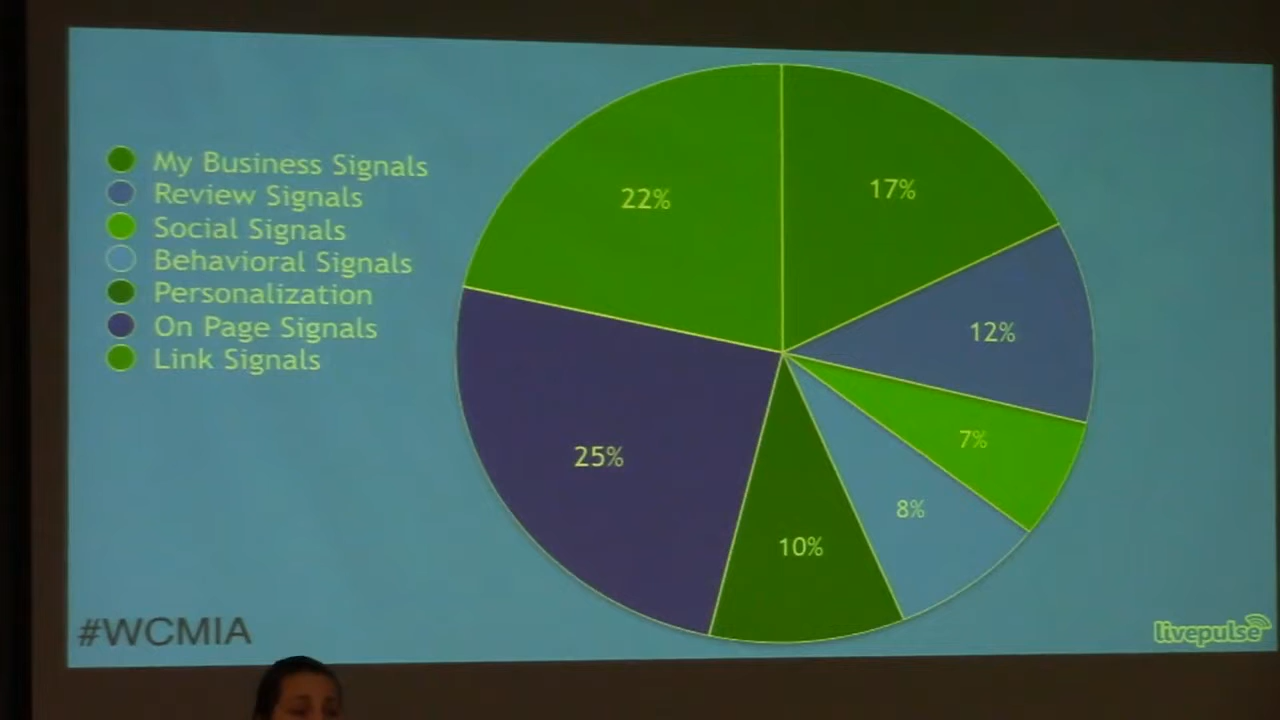 My Business Signals
Review Signals
Social Signals
Behavioral Signals
Personalization
On Page Signals
Link Signals
22%
17%
12%
7%
8%
10%
25%
#WCMIA
livepulse